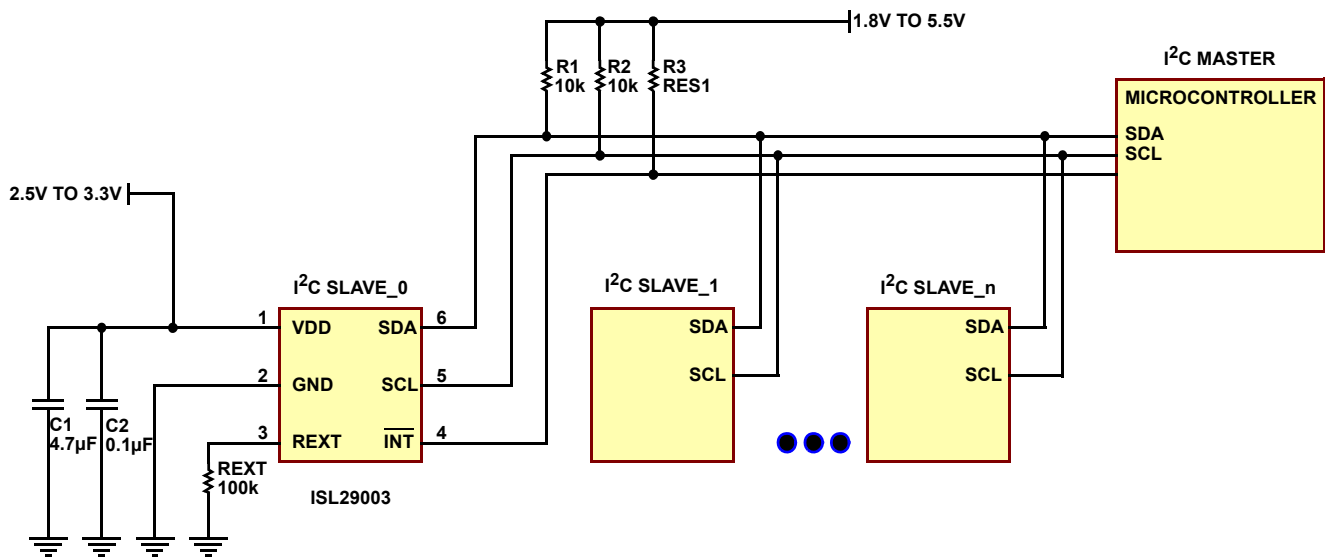 1.8V TO 5.5V
R1
10k
R2
10k
R3
RES1
I²C MASTER
MICROCONTROLLER
SDA
SCL
2.5V TO 3.3V
I²C SLAVE_0
1
VDD
SDA
6
2
GND
SCL
5
3
REXT
INT
4
C1
4.7µF
C2
0.1µF
REXT
100k
ISL29003
I²C SLAVE_1
SDA
SCL
I²C SLAVE_n
SDA
SCL